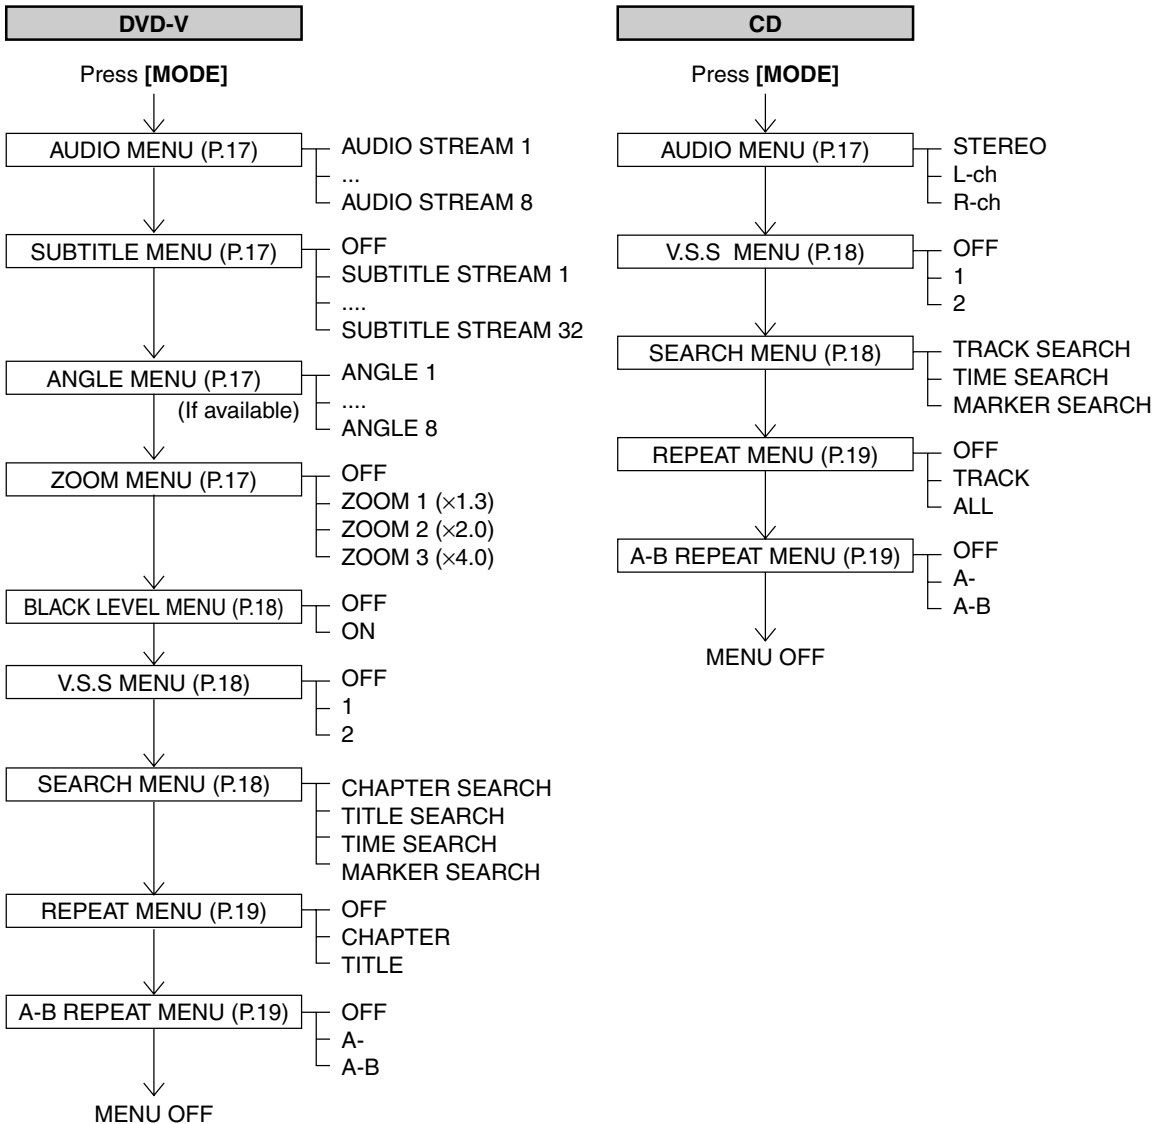 DVD-V
Press [MODE]
AUDIO MENU (P.17)
AUDIO STREAM 1
...
AUDIO STREAM 8
SUBTITLE MENU (P.17)
OFF
SUBTITLE STREAM 1
....
SUBTITLE STREAM 32
ANGLE MENU (P.17)
(If available)
ANGLE 1
....
ANGLE 8
ZOOM MENU (P.17)
OFF
ZOOM 1 (×1.3)
ZOOM 2 (×2.0)
ZOOM 3 (×4.0)
BLACK LEVEL MENU (P.18)
OFF
ON
V.S.S MENU (P.18)
OFF
1
2
SEARCH MENU (P.18)
CHAPTER SEARCH
TITLE SEARCH
TIME SEARCH
MARKER SEARCH
REPEAT MENU (P.19)
OFF
CHAPTER
TITLE
A-B REPEAT MENU (P.19)
OFF
A-
A-B
MENU OFF
CD
Press [MODE]
AUDIO MENU (P.17)
STEREO
L-ch
R-ch
V.S.S MENU (P.18)
OFF
1
2
SEARCH MENU (P.18)
TRACK SEARCH
TIME SEARCH
MARKER SEARCH
REPEAT MENU (P.19)
OFF
TRACK
ALL
A-B REPEAT MENU (P.19)
OFF
A-
A-B
MENU OFF